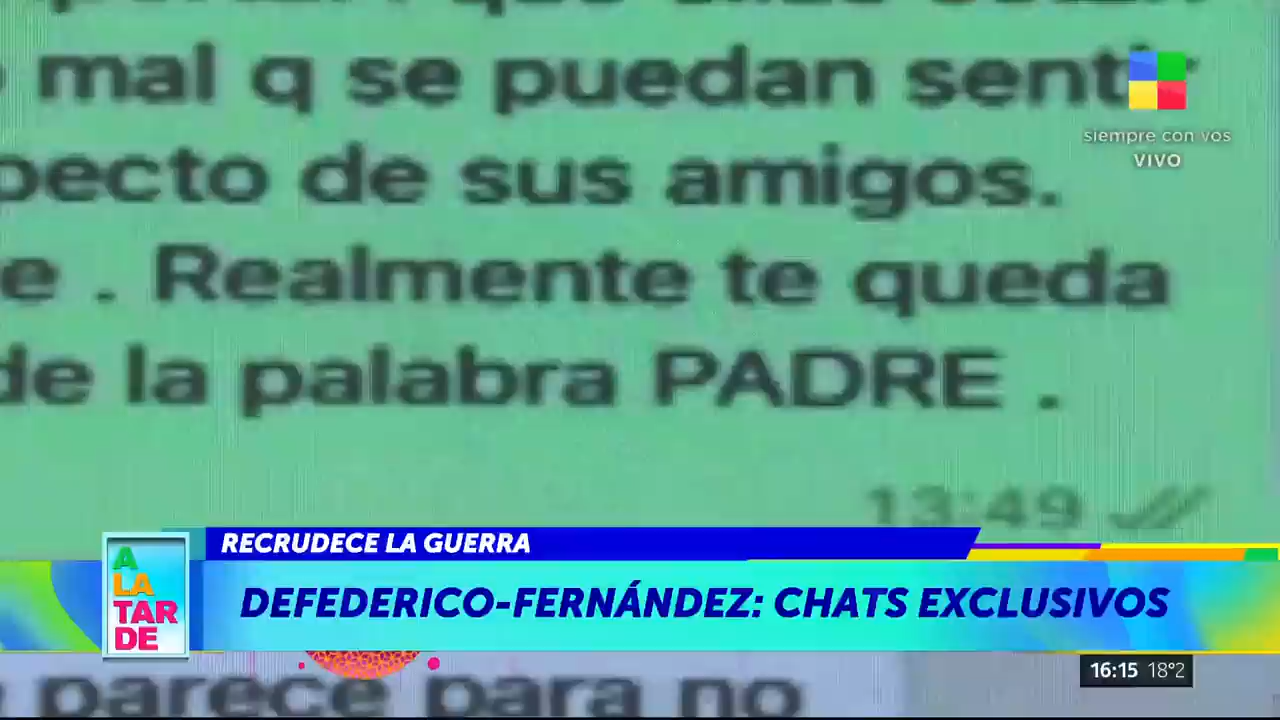 mal q se puedan sentir
siempre con vos
VIVO
pecto de sus amigos.
e . Realmente te queda
de la palabra PADRE .
13:49
RECRUDECE LA GUERRA
A
LA
TAR
DE
DEFEDERICO-FERNÁNDEZ: CHATS EXCLUSIVOS
parece para no
16:15 18°2